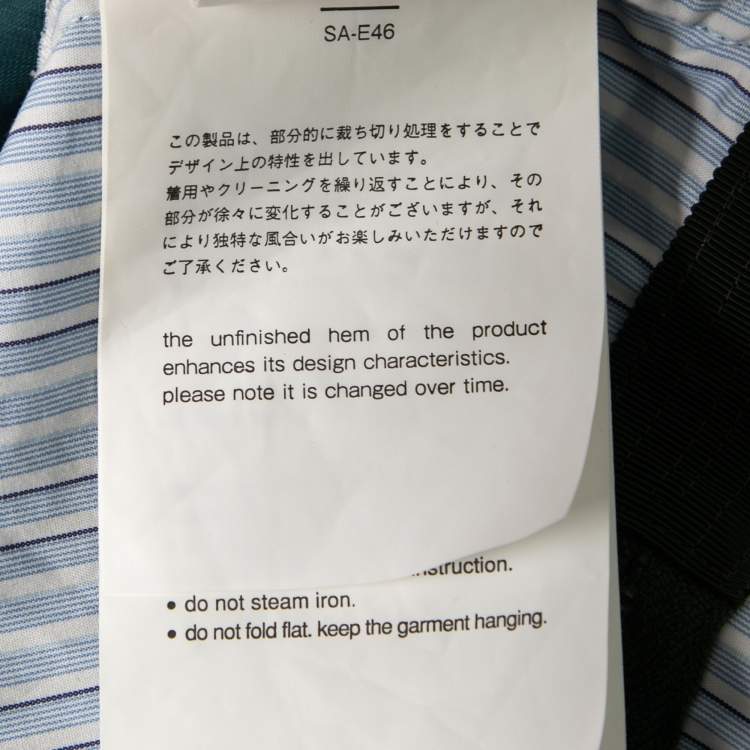 SA-E46
この製品は、部分的に裁ち切り処理をすることで
デザイン上の特性を出しています。
着用やクリーニングを繰り返すことにより、その
部分が徐々に変化することがございますが、それ
により独特な風合いがお楽しみいただけますので
ご了承ください。
the unfinished hem of the product
enhances its design characteristics.
please note it is changed over time.
• do not steam iron.
• do not fold flat. keep the garment hanging.